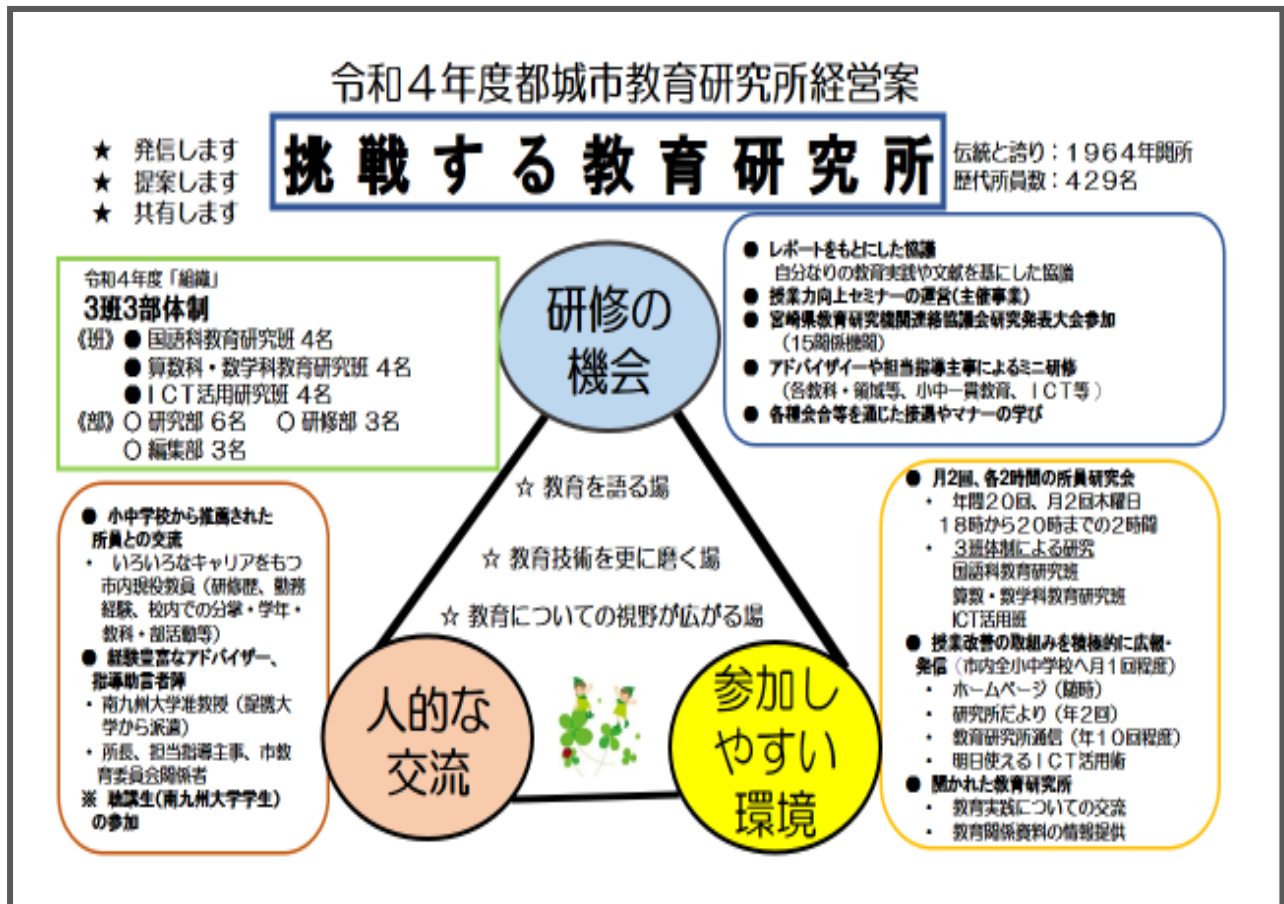 令和4年度都城市教育研究所経営案
★ 発信します
★ 提案します
★ 共有します
挑戦する教育研究所
伝統と誇り：1964年開所
歴代所員数：429名
令和4年度「組織」
3班3部体制
《班》● 国語科教育研究班 4名
● 算数科・数学科教育研究班 4名
● ICT活用研究班 4名
《部》○ 研究部 6名 ○ 研修部 3名
○ 編集部 3名
研修の
機会
● レポートをもとにした協議
自分なりの教育実践や文献を基にした協議
● 授業力向上セミナーの運営(主催事業)
● 宮崎県教育研究機関連絡協議会研究発表大会参加
（15関係機関）
● アドバイザイーや担当指導主事によるミニ研修
（各教科・領域等、小中一貫教育、ICT等 ）
● 各種会合等を通じた接遇やマナーの学び
☆ 教育を語る場
☆ 教育技術を更に磨く場
☆ 教育についての視野が広がる場
● 小中学校から推薦された
所員との交流
・ いろいろなキャリアをもつ
市内現役教員（研修歴、勤務
経験、校内での分掌・学年・
教科・部活動等）
● 経験豊富なアドバイザー、
指導助言者陣
・ 南九州大学准教授（提携大
学から派遣）
・ 所長、担当指導主事、市教
育委員会関係者
※ 聴講生(南九州大学学生)
の参加
人的な
交流
参加し
やすい
環境
● 月2回、各2時間の所員研究会
・ 年間20回、月2回木曜日
18時から20時までの2時間
・ 3班体制による研究
国語科教育研究班
算数・数学科教育研究班
ICT活用班
● 授業改善の取組みを積極的に広報・
発信（市内全小中学校へ月1回程度）
・ ホームページ（随時）
・ 研究所だより（年2回）
・ 教育研究所通信（年10回程度）
・ 明日使えるICT活用術
● 開かれた教育研究所
・ 教育実践についての交流
・ 教育関係資料の情報提供